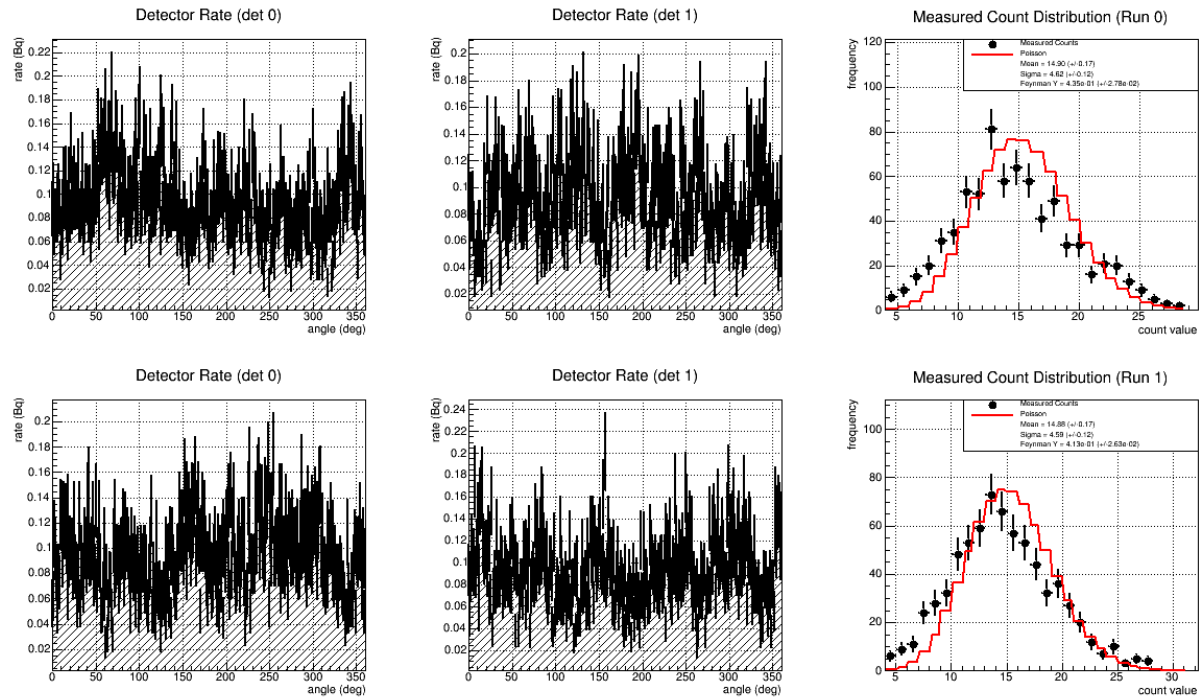 Detector Rate (det 0)
rate (Bq)
0.22
0.2
0.18
0.16
0.14
0.12
0.1
0.08
0.06
0.04
0.02
0 50 100 150 200 250 300 350
angle (deg)
Detector Rate (det 1)
rate (Bq)
0.2
0.18
0.16
0.14
0.12
0.1
0.08
0.06
0.04
0.02
0 50 100 150 200 250 300 350
angle (deg)
Measured Count Distribution (Run 0)
frequency
120
100
80
60
40
20
0
Measured Counts
Poisson
Mean = 14.90 (+/-0.17)
Sigma = 4.62 (+/-0.12)
Feynman Y = 4.35e-01 (+/-2.78e-02)
5 10 15 20 25
count value
Detector Rate (det 0)
rate (Bq)
0.2
0.18
0.16
0.14
0.12
0.1
0.08
0.06
0.04
0.02
0 50 100 150 200 250 300 350
angle (deg)
Detector Rate (det 1)
rate (Bq)
0.24
0.22
0.2
0.18
0.16
0.14
0.12
0.1
0.08
0.06
0.04
0.02
0 50 100 150 200 250 300 350
angle (deg)
Measured Count Distribution (Run 1)
frequency
100
80
60
40
20
0
Measured Counts
Poisson
Mean = 14.88 (+/-0.17)
Sigma = 4.59 (+/-0.12)
Feynman Y = 4.13e-01 (+/-2.63e-02)
5 10 15 20 25 30
count value